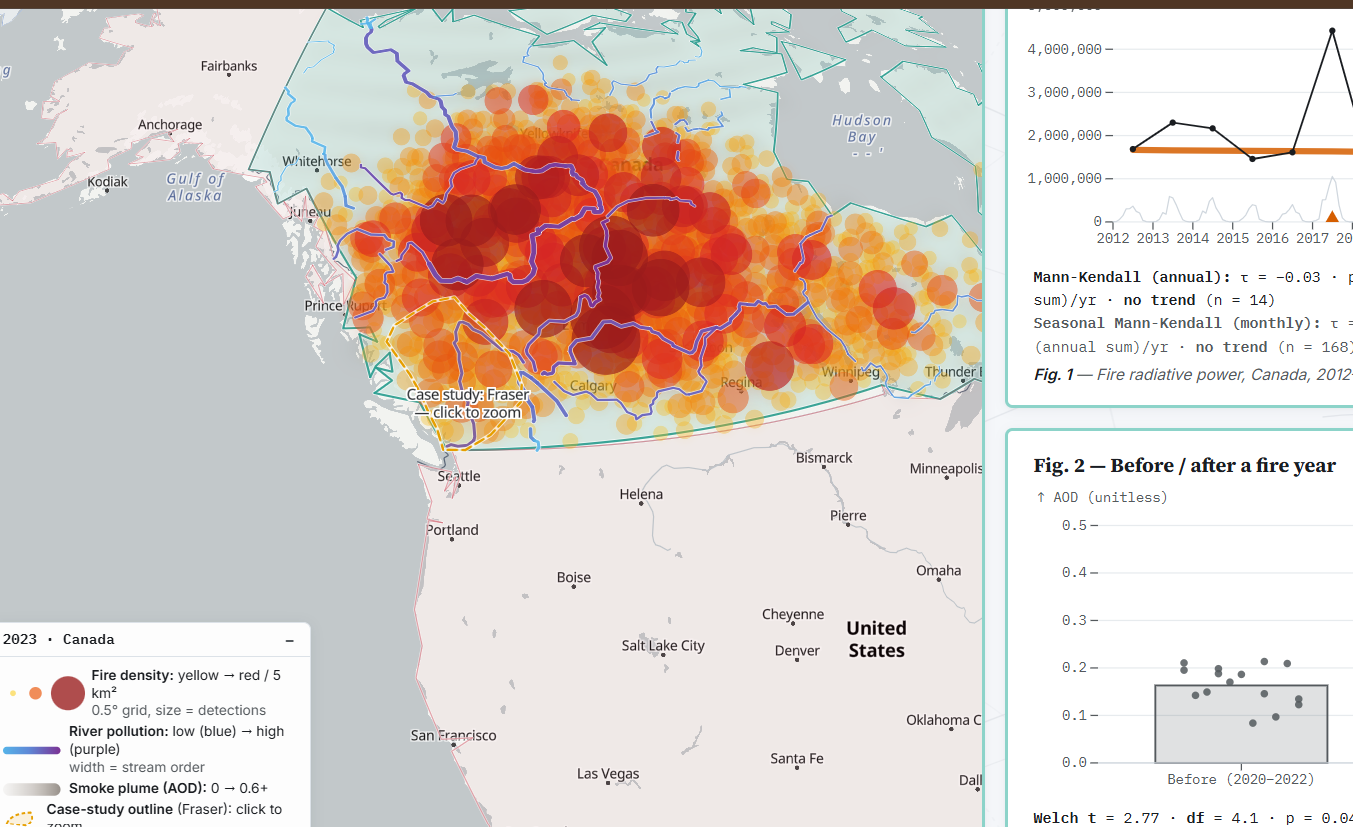 Fairbanks
Anchorage
Kodiak
Gulf of
Alaska
Whitehorse
Juneau
Prince Rupert
Yellowknife
Canada
Hudson
Bay
Calgary
Regina
Winnipeg
Thunder
Case study: Fraser
— click to zoom
Seattle
Portland
Helena
Bismarck
Minneapolis
Pierre
Boise
Omaha
Cheyenne
United
States
Salt Lake City
Denver
San Francisco
Las Vegas
Santa Fe
Oklahoma C
Dall
2023 · Canada
–
Fire density: yellow → red / 5
km²
0.5° grid, size = detections
River pollution: low (blue) → high
(purple)
width = stream order
Smoke plume (AOD): 0 → 0.6+
Case-study outline (Fraser): click to
zoom
4,000,000
3,000,000
2,000,000
1,000,000
0
2012 2013 2014 2015 2016 2017 20
Mann-Kendall (annual): τ = −0.03 · p
sum)/yr · no trend (n = 14)
Seasonal Mann-Kendall (monthly): τ =
(annual sum)/yr · no trend (n = 168)
Fig. 1 — Fire radiative power, Canada, 2012–
Fig. 2 — Before / after a fire year
↑ AOD (unitless)
0.5
0.4
0.3
0.2
0.1
0.0
Before (2020–2022)
Welch t = 2.77 · df = 4.1 · p = 0.04